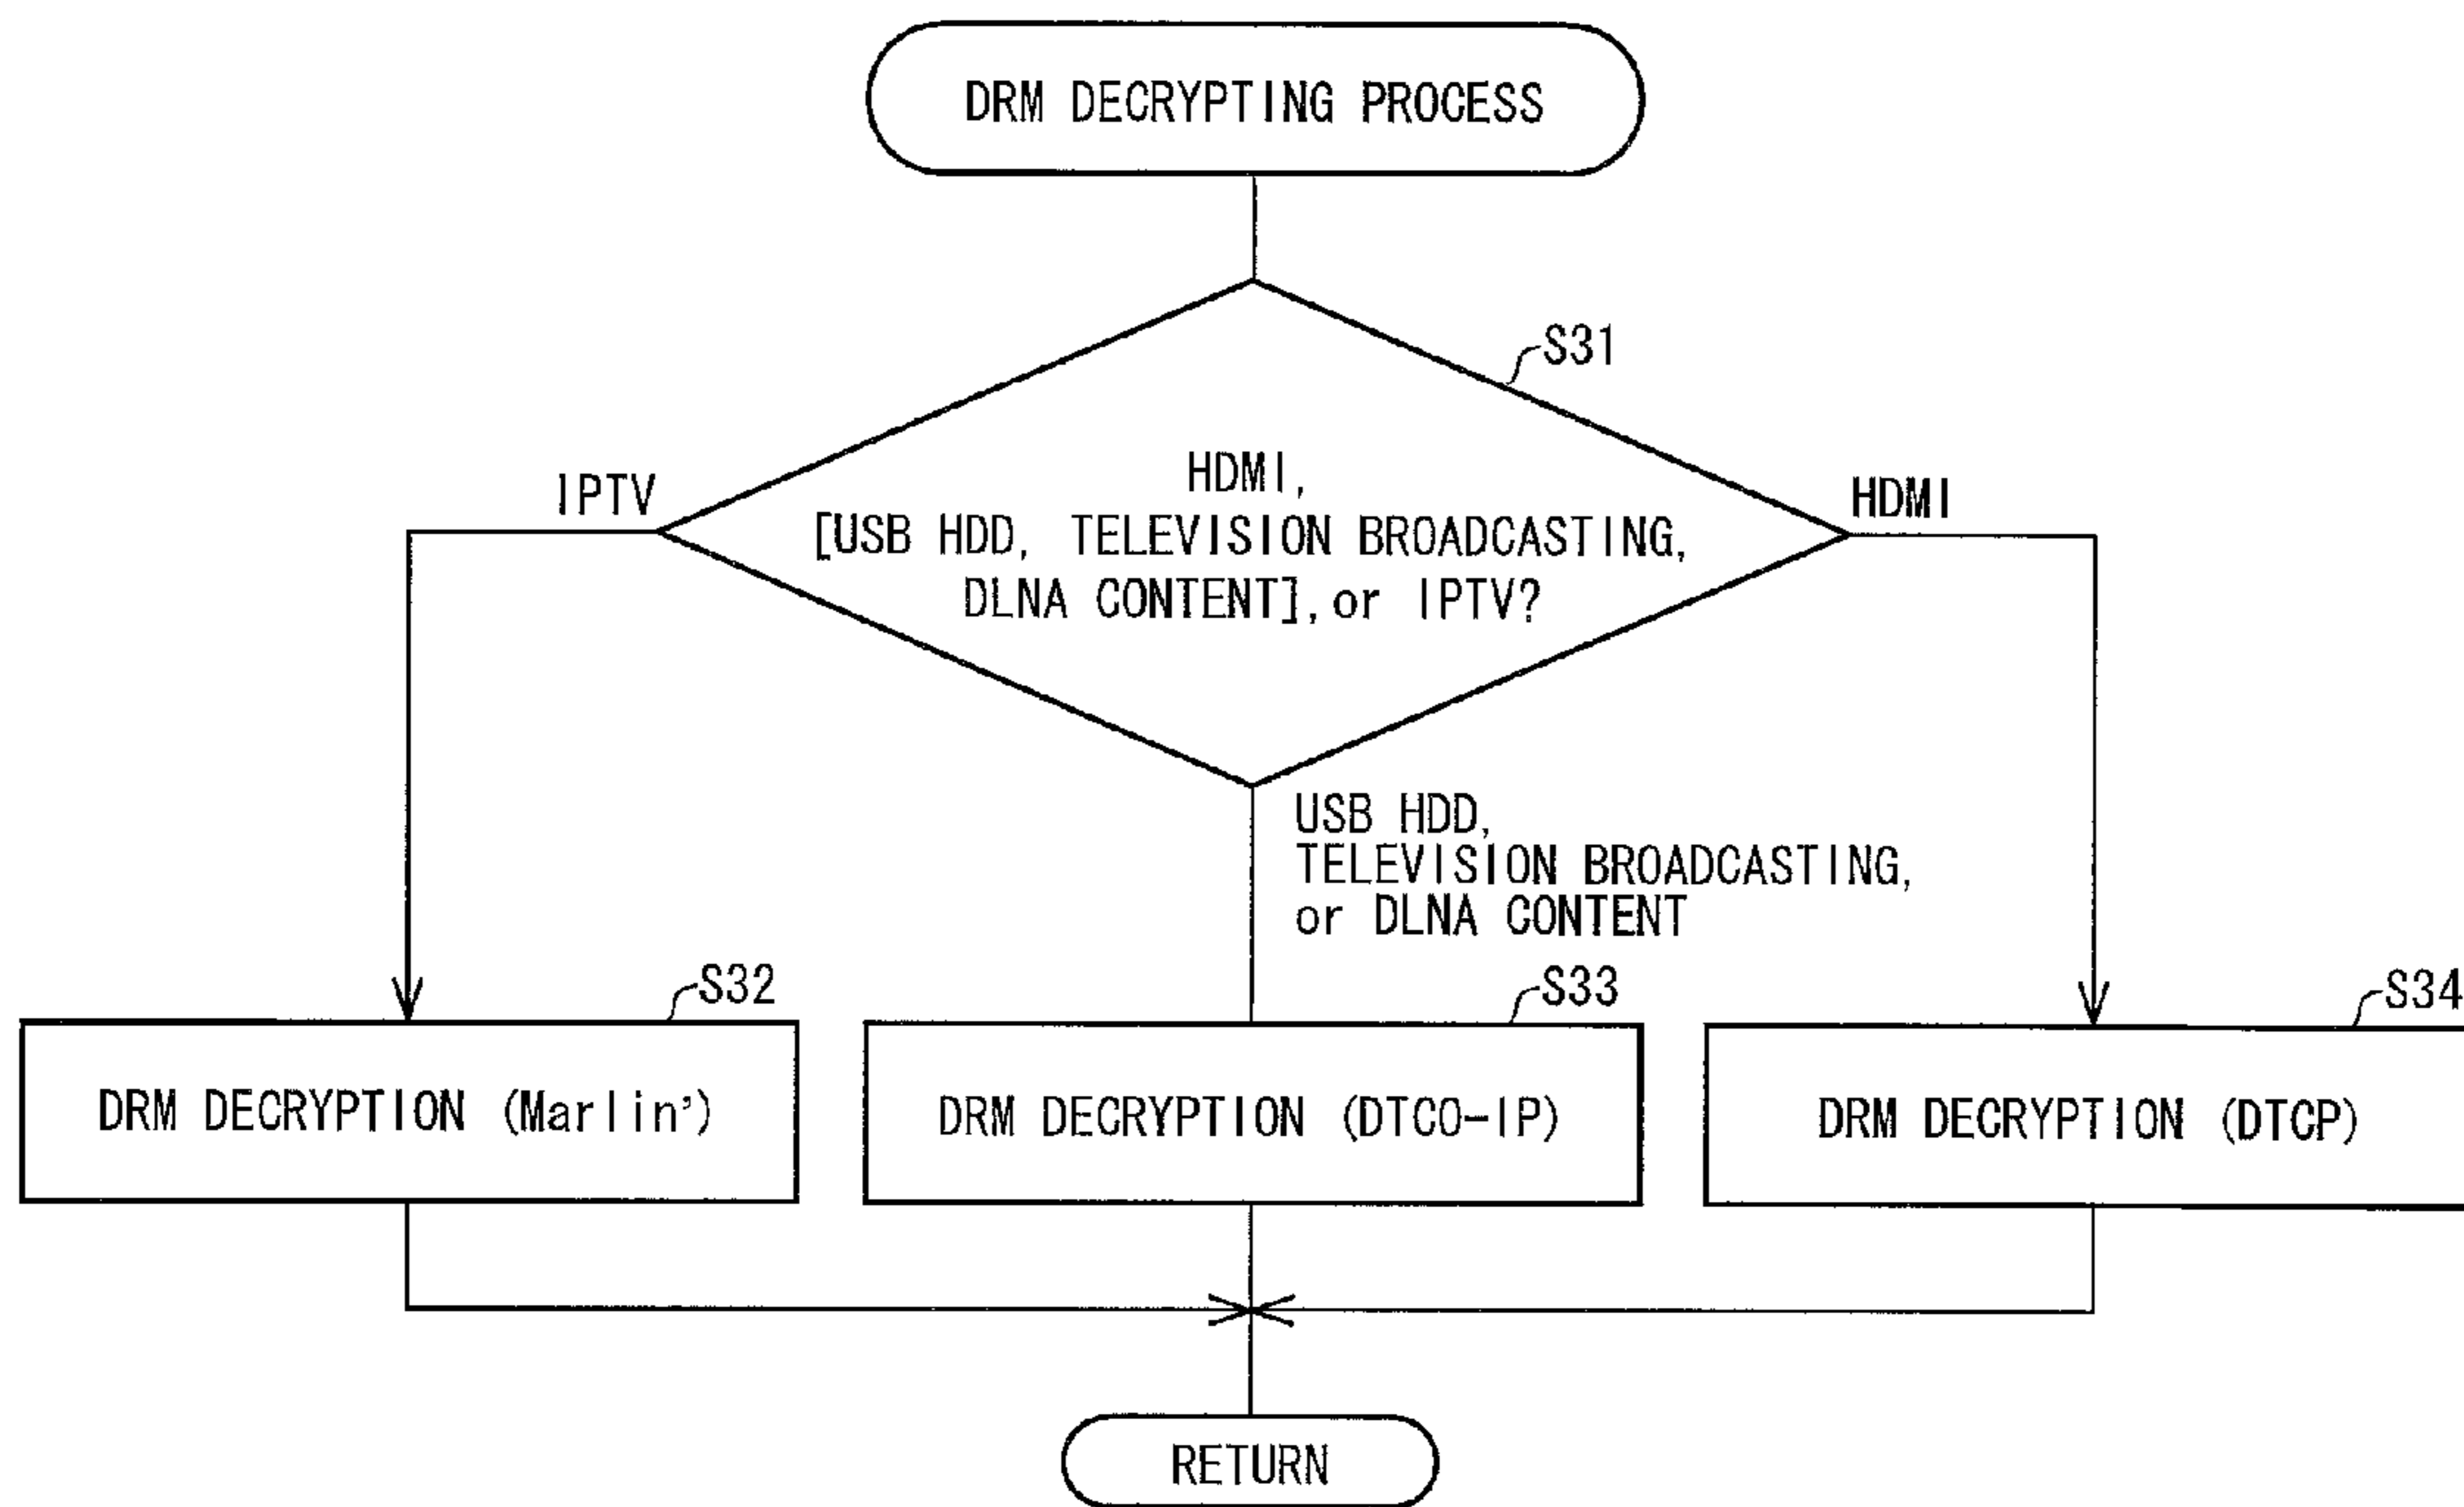 DRM DECRYPTING PROCESS
S31
IPTV
HDMI,
[USB HDD, TELEVISION BROADCASTING,
DLNA CONTENT], or IPTV?
HDMI
USB HDD,
TELEVISION BROADCASTING,
or DLNA CONTENT
S32
S33
S34
DRM DECRYPTION (Marlin')
DRM DECRYPTION (DTCO-IP)
DRM DECRYPTION (DTCP)
RETURN